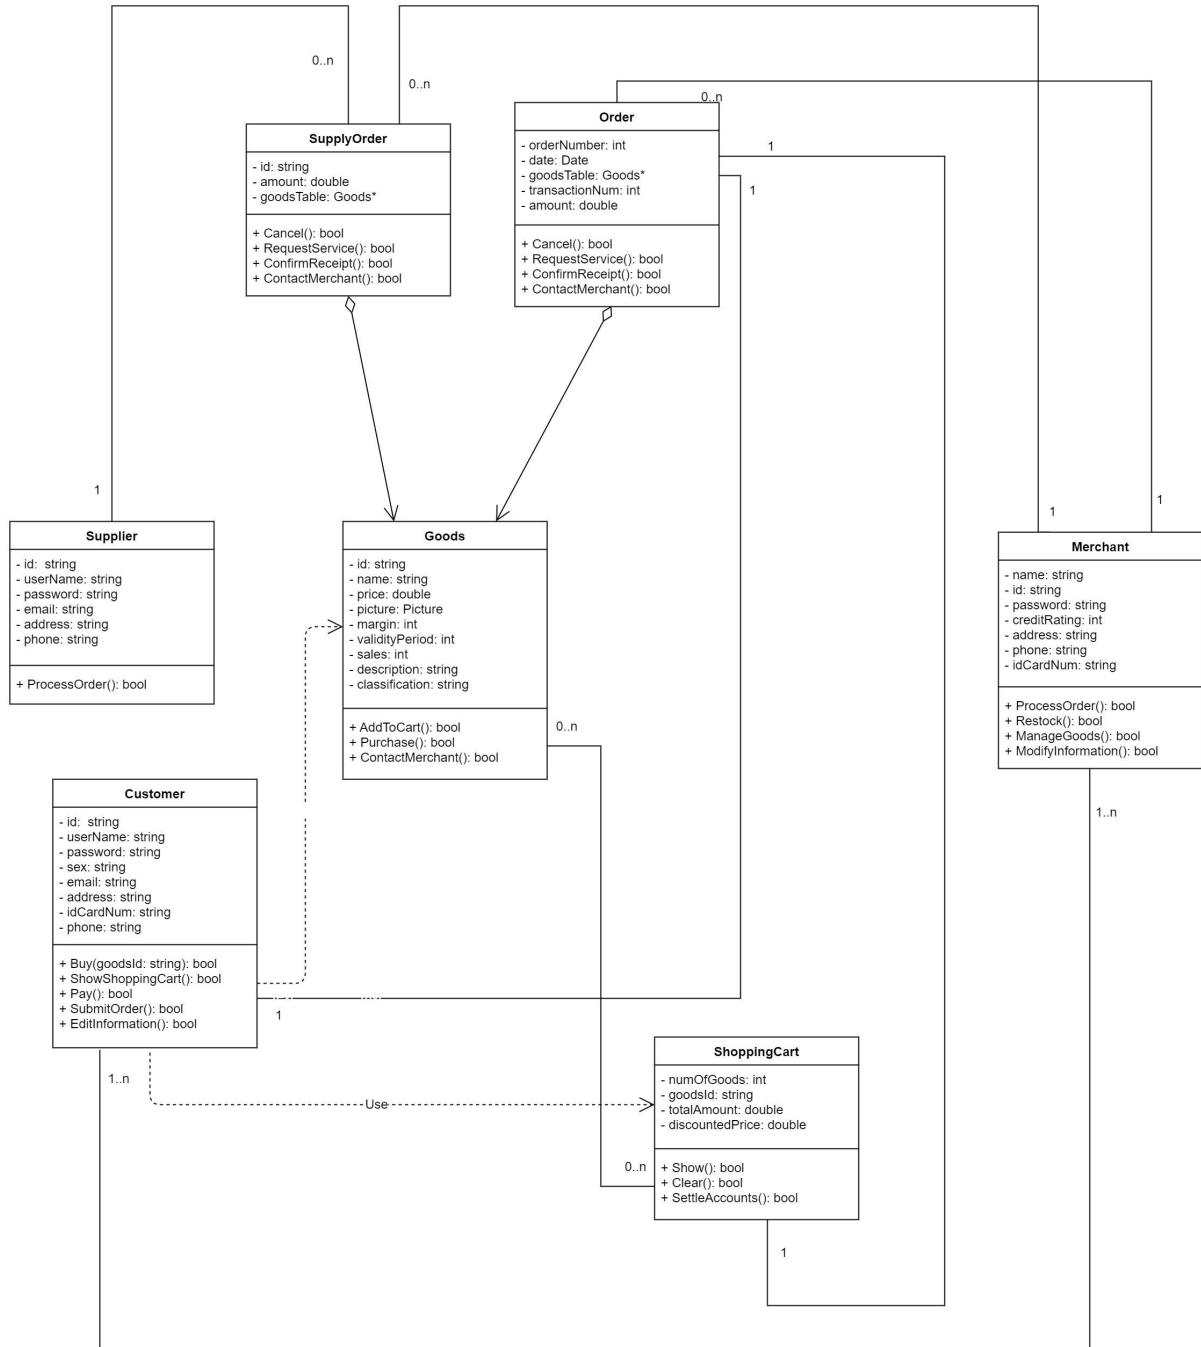 0..n
0..n
0..n
SupplyOrder
- id: string
- amount: double
- goodsTable: Goods*
+ Cancel(): bool
+ RequestService(): bool
+ ConfirmReceipt(): bool
+ ContactMerchant(): bool
Order
- orderNumber: int
- date: Date
- goodsTable: Goods*
- transactionNum: int
- amount: double
+ Cancel(): bool
+ RequestService(): bool
+ ConfirmReceipt(): bool
+ ContactMerchant(): bool
1
1
1
1
1
Supplier
- id:  string
- userName: string
- password: string
- email: string
- address: string
- phone: string
+ ProcessOrder(): bool
Goods
- id: string
- name: string
- price: double
- picture: Picture
- margin: int
- validityPeriod: int
- sales: int
- description: string
- classification: string
+ AddToCart(): bool
+ Purchase(): bool
+ ContactMerchant(): bool
0..n
Merchant
- name: string
- id: string
- password: string
- creditRating: int
- address: string
- phone: string
- idCardNum: string
+ ProcessOrder(): bool
+ Restock(): bool
+ ManageGoods(): bool
+ ModifyInformation(): bool
1..n
Customer
- id:  string
- userName: string
- password: string
- sex: string
- email: string
- address: string
- idCardNum: string
- phone: string
+ Buy(goodsId: string): bool
+ ShowShoppingCart(): bool
+ Pay(): bool
+ SubmitOrder(): bool
+ EditInformation(): bool
1
1..n
Use
ShoppingCart
- numOfGoods: int
- goodsId: string
- totalAmount: double
- discountedPrice: double
+ Show(): bool
+ Clear(): bool
+ SettleAccounts(): bool
0..n
1